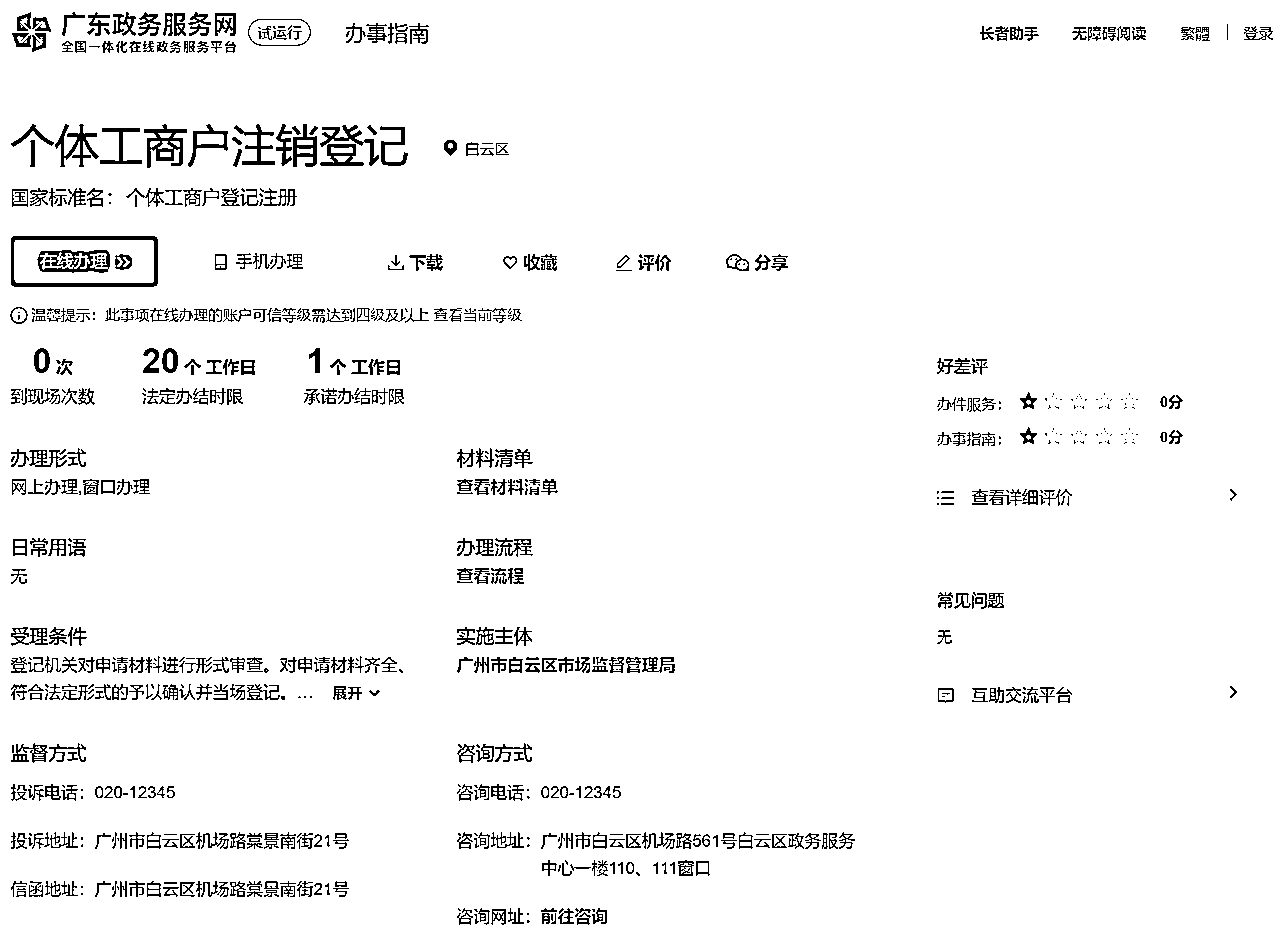 广东政务服务网
全国一体化在线政务服务平台
试运行
办事指南
长者助手 无障碍阅读 繁體 | 登录
个体工商户注销登记 白云区
国家标准名：个体工商户登记注册
在线办理 手机办理 下载 收藏 评价 分享
温馨提示：此事项在线办理的账户可信等级需达到四级及以上 查看当前等级
0次 20个工作日 1个工作日
到现场次数 法定办结时限 承诺办结时限
办理形式
网上办理,窗口办理
材料清单
查看材料清单
日常用语
无
办理流程
查看流程
受理条件
登记机关对申请材料进行形式审查。对申请材料齐全、
符合法定形式的予以确认并当场登记。... 展开
实施主体
广州市白云区市场监督管理局
监督方式
投诉电话：020-12345
投诉地址：广州市白云区机场路棠景南街21号
信函地址：广州市白云区机场路棠景南街21号
咨询方式
咨询电话：020-12345
咨询地址：广州市白云区机场路561号白云区政务服务
中心一楼110、111窗口
咨询网址：前往咨询
好差评
办件服务： 0分
办事指南： 0分
查看详细评价
常见问题
无
互助交流平台